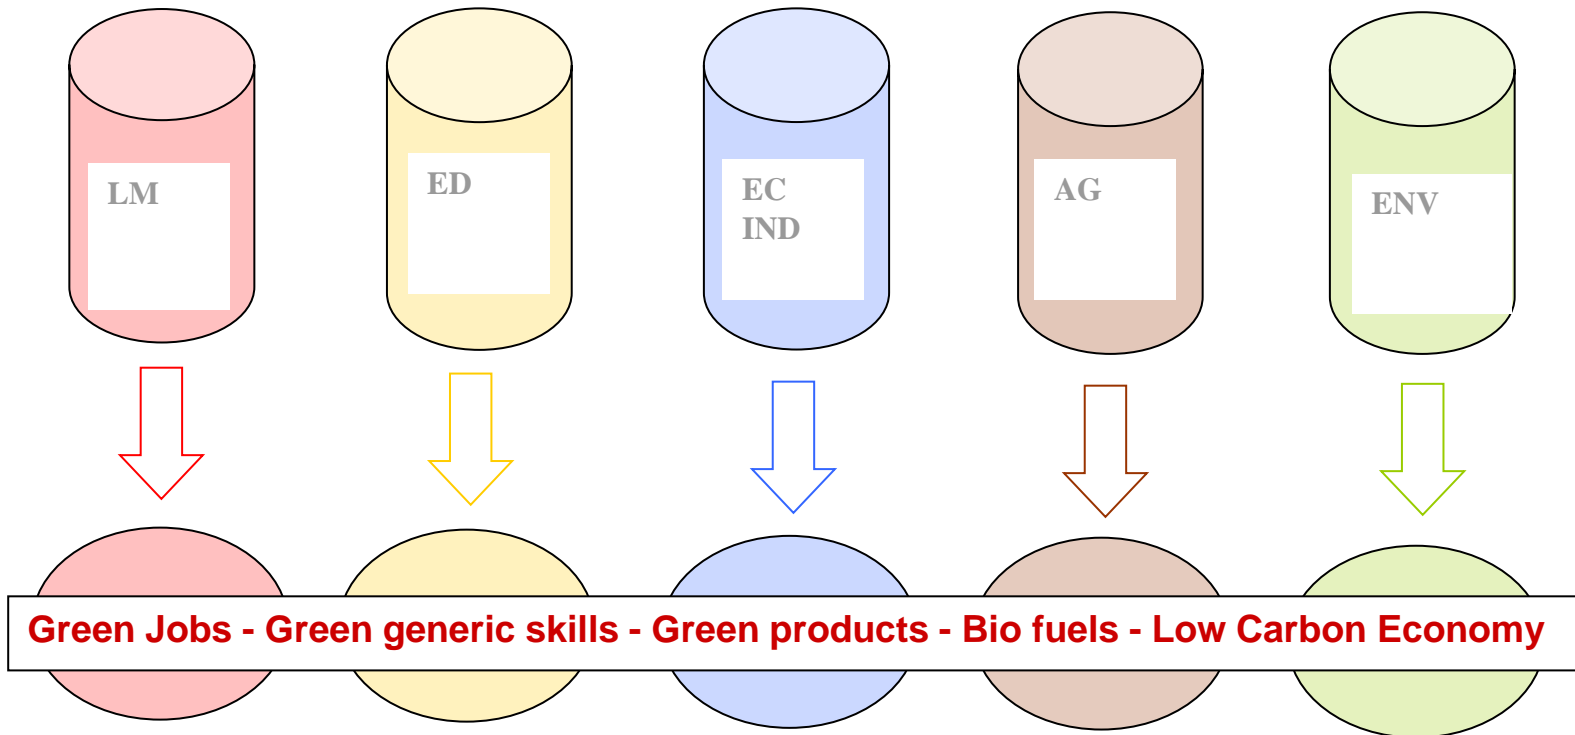 LM
ED
EC
IND
AG
ENV
Green Jobs - Green generic skills - Green products - Bio fuels - Low Carbon Economy